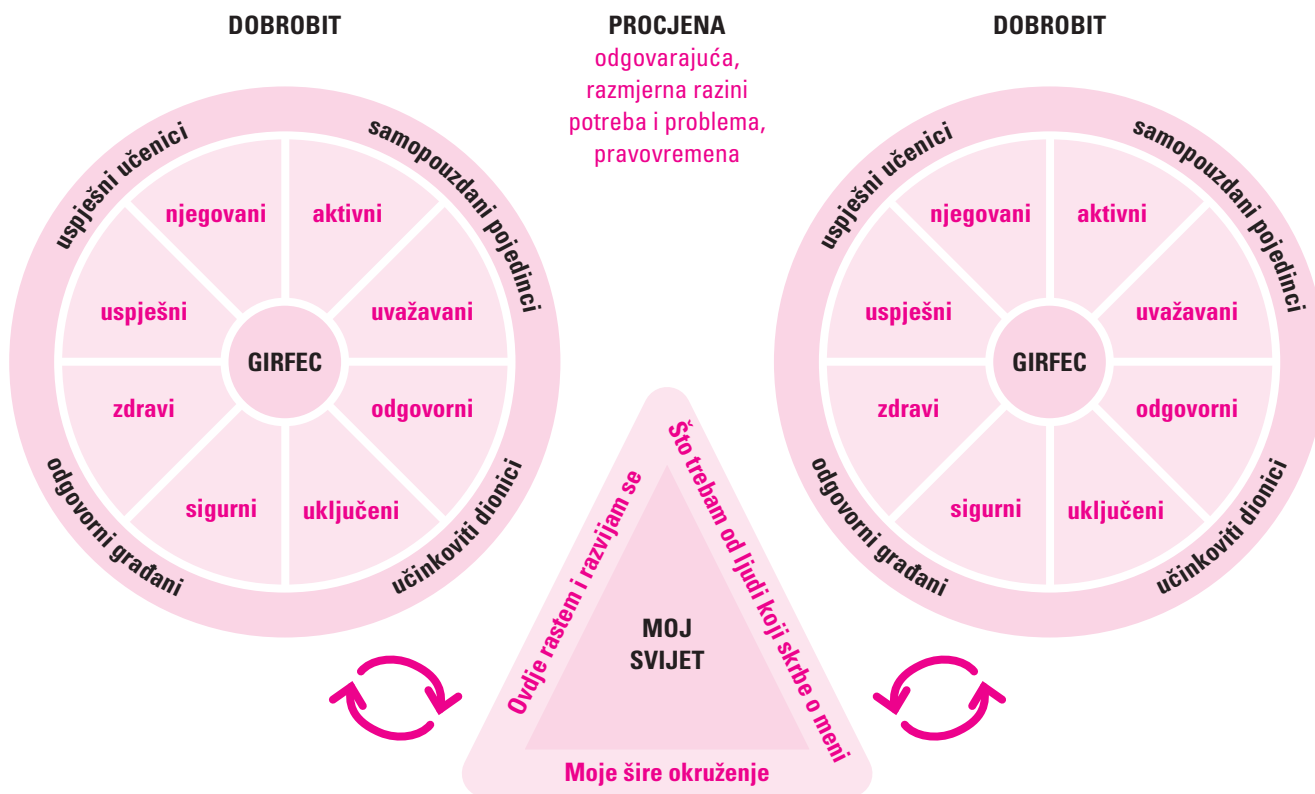 DOBROBIT
uspješni učenici
samopouzdani pojedinci
njegovani
aktivni
uspješni
uvažavani
GIRFEC
zdravi
odgovorni
sigurni
uključeni
odgovorni građani
učinkoviti dionici
PROCJENA
odgovarajuća,
razmjerna razini
potreba i problema,
pravovremena
Ovdje rastem i razvijam se
Što trebam od ljudi koji skrbe o meni
MOJ
SVIJET
Moje šire okruženje
DOBROBIT
uspješni učenici
samopouzdani pojedinci
njegovani
aktivni
uspješni
uvažavani
GIRFEC
zdravi
odgovorni
sigurni
uključeni
odgovorni građani
učinkoviti dionici